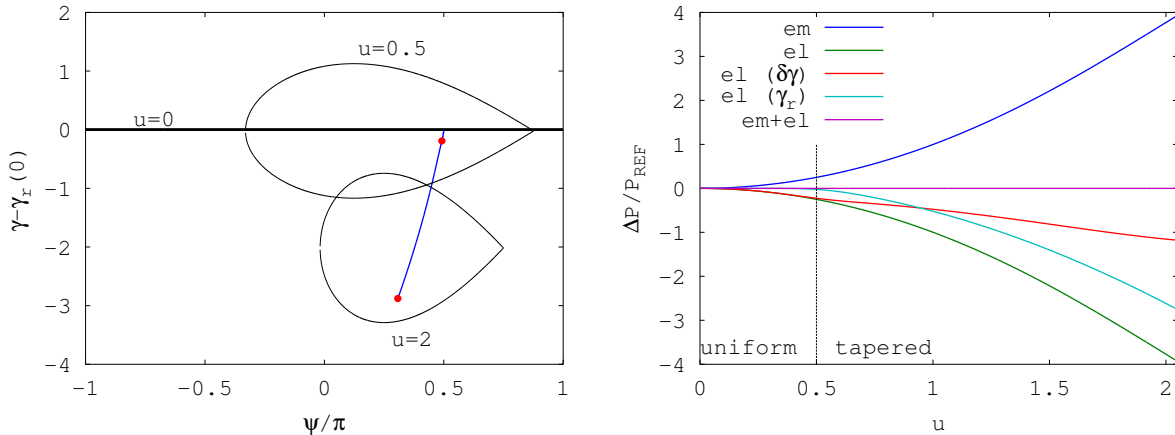 2
1
0
−1
−2
−3
−4
γ−γr(0)
u=0.5
u=0
u=2
−1
−0.5
0
0.5
1
ψ/π
4
3
2
1
0
−1
−2
−3
−4
ΔP/PREF
em
el
el (δγ)
el (γr)
em+el
uniform
tapered
0
0.5
1
1.5
2
u